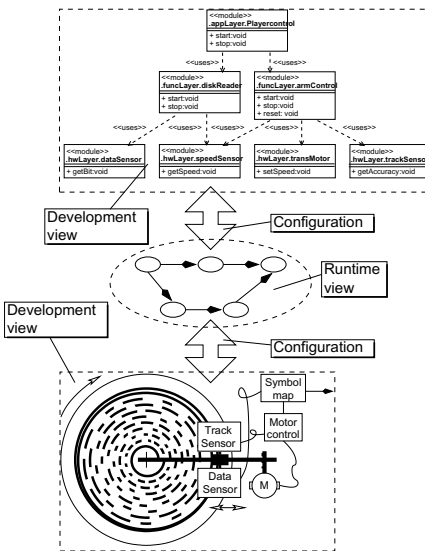 <<module>>
.appLayer.Playercontrol
+ start:void
+ stop:void
<<uses>>
<<uses>>
<<module>>
.funcLayer.diskReader
+ start:void
+ stop:void
<<module>>
.funcLayer.armControl
+ start:void
+ stop:void
+ reset: void
<<uses>>
<<uses>>
<<uses>>
<<module>>
.hwLayer.dataSensor
+ getBit:void
<<module>>
.hwLayer.speedSensor
+ getSpeed:void
<<module>>
.hwLayer.transMotor
+ setSpeed:void
<<module>>
.hwLayer.trackSensor
+ getAccuracy:void
Development
view
Configuration
Runtime
view
Development
view
Configuration
Symbol
map
Track
Sensor
Motor
control
Data
Sensor
M